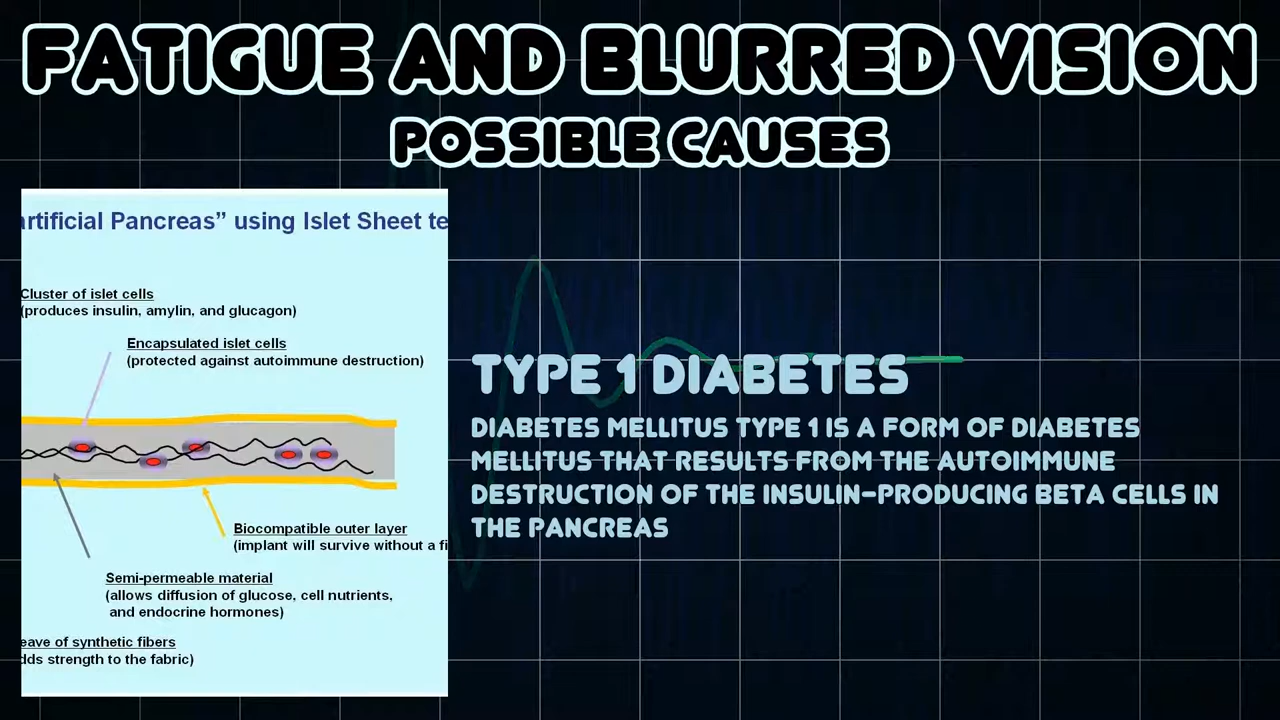 FATIGUE AND BLURRED VISION
POSSIBLE CAUSES
artificial Pancreas” using Islet Sheet te
Cluster of islet cells
(produces insulin, amylin, and glucagon)
Encapsulated islet cells
(protected against autoimmune destruction)
TYPE 1 DIABETES
DIABETES MELLITUS TYPE 1 IS A FORM OF DIABETES
MELLITUS THAT RESULTS FROM THE AUTOIMMUNE
DESTRUCTION OF THE INSULIN-PRODUCING BETA CELLS IN
THE PANCREAS
Biocompatible outer layer
(implant will survive without a fi
Semi-permeable material
(allows diffusion of glucose, cell nutrients,
and endocrine hormones)
eave of synthetic fibers
dds strength to the fabric)